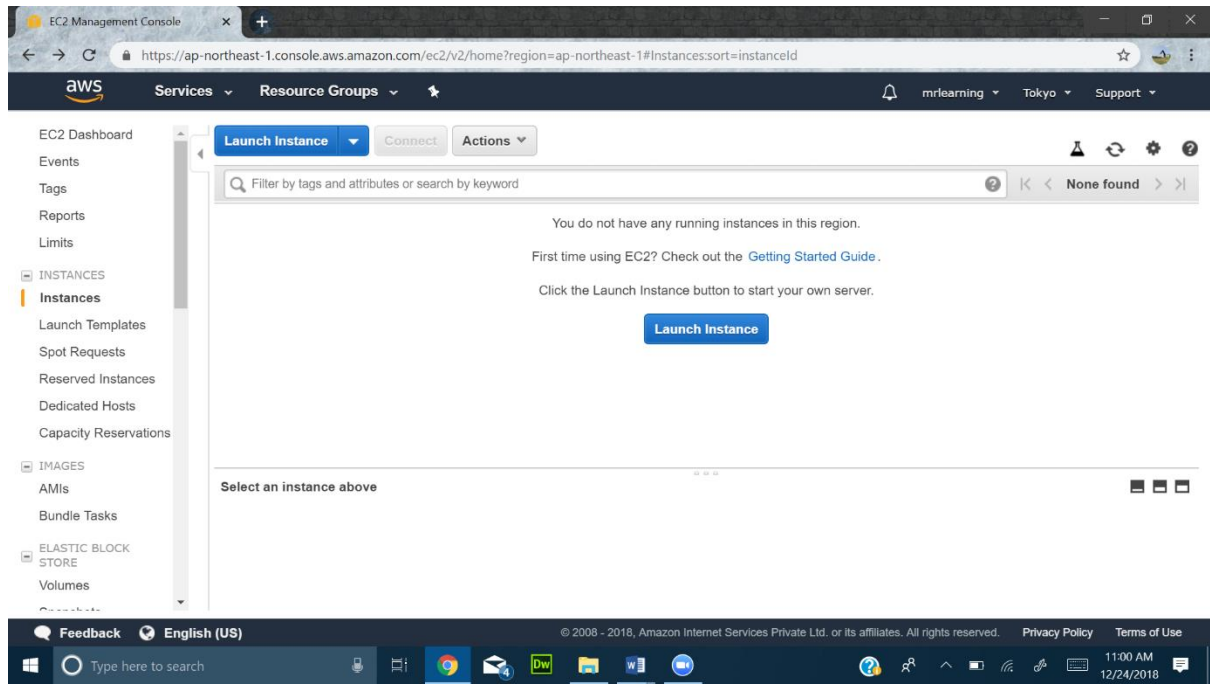 EC2 Management Console
https://ap-northeast-1.console.aws.amazon.com/ec2/v2/home?region=ap-northeast-1#Instances:sort=instanceId
aws Services Resource Groups mrlearning Tokyo Support
EC2 Dashboard
Events
Tags
Reports
Limits
INSTANCES
Instances
Launch Templates
Spot Requests
Reserved Instances
Dedicated Hosts
Capacity Reservations
IMAGES
AMIs
Bundle Tasks
ELASTIC BLOCK
STORE
Volumes
Launch Instance Connect Actions
Filter by tags and attributes or search by keyword None found
You do not have any running instances in this region.
First time using EC2? Check out the Getting Started Guide.
Click the Launch Instance button to start your own server.
Launch Instance
Select an instance above
Feedback English (US) © 2008 - 2018, Amazon Internet Services Private Ltd. or its affiliates. All rights reserved. Privacy Policy Terms of Use
Type here to search
4
Dw
11:00 AM
12/24/2018